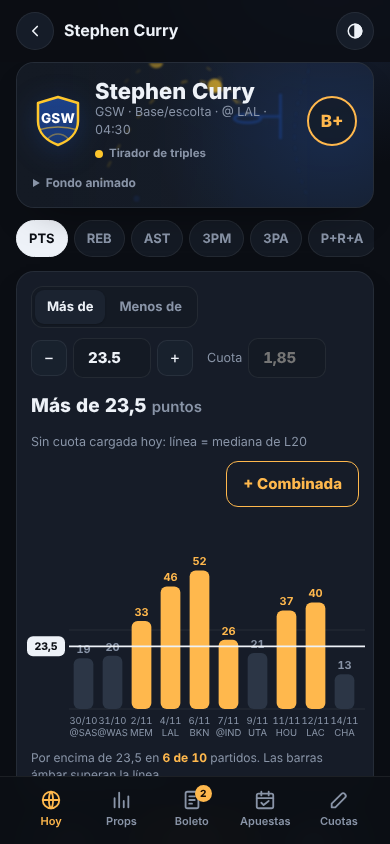 Stephen Curry
GSW
Stephen Curry
GSW · Base/escolta · @ LAL ·
04:30
Tirador de triples
B+
Fondo animado
PTS REB AST 3PM 3PA P+R+A
Más de Menos de
− 23.5 + Cuota 1,85
Más de 23,5 puntos
Sin cuota cargada hoy: línea = mediana de L20
+ Combinada
52
46
40
37
33
26
21
19 20
13
23,5
30/10 31/10 2/11 4/11 6/11 7/11 9/11 11/11 12/11 14/11
@SAS @WAS MEM LAL BKN @IND UTA HOU LAC CHA
Por encima de 23,5 en 6 de 10 partidos. Las barras
ámbar superan la línea
2
Hoy Props Boleto Apuestas Cuotas